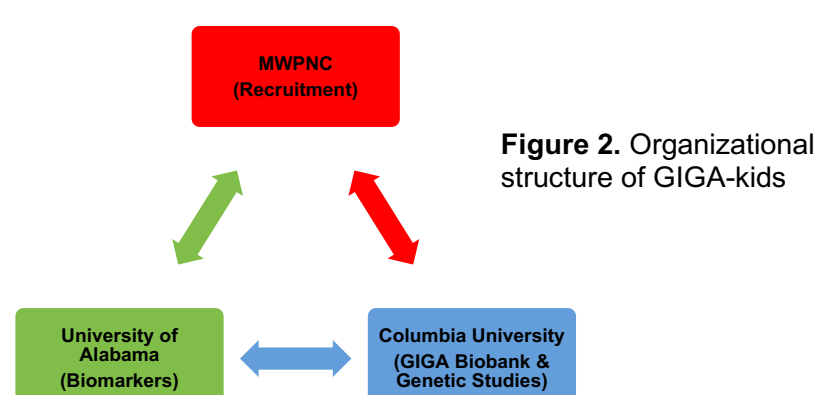 MWPNC
(Recruitment)
Figure 2. Organizational
structure of GIGA-kids
University of
Alabama
(Biomarkers)
Columbia University
(GIGA Biobank &
Genetic Studies)